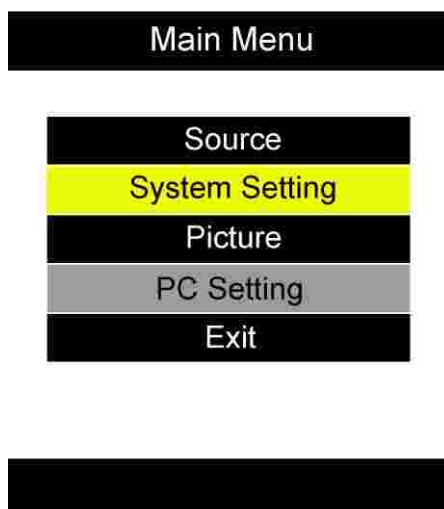 Main Menu
Source
System Setting
Picture
PC Setting
Exit